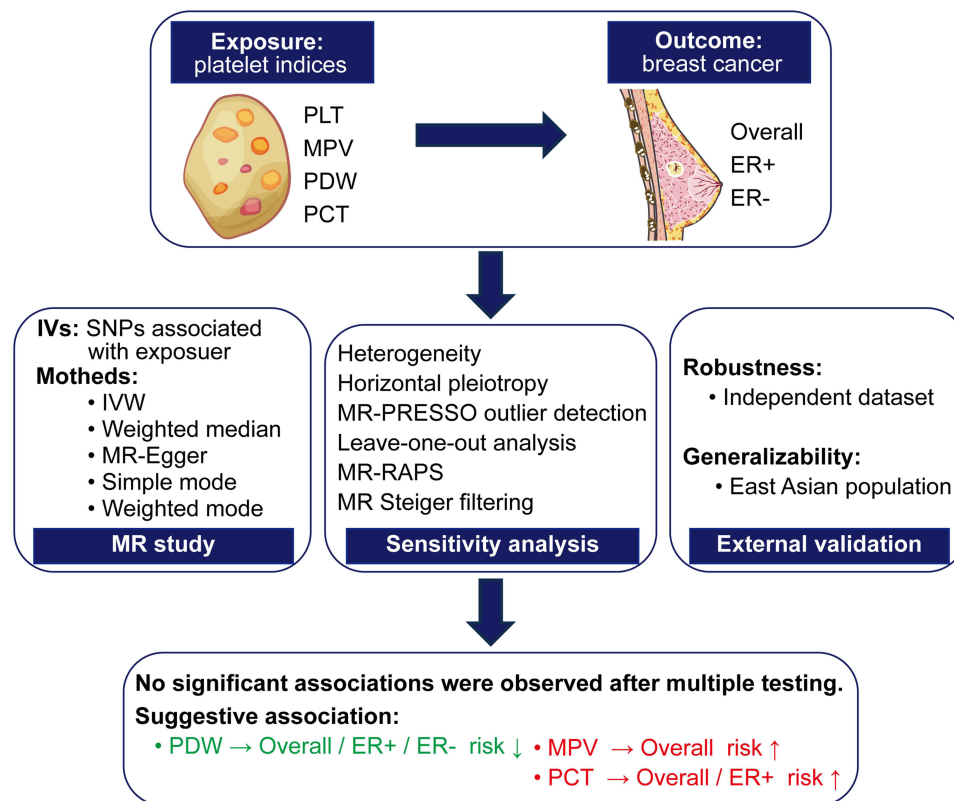 Exposure:
platelet indices
PLT
MPV
PDW
PCT
Outcome:
breast cancer
Overall
ER+
ER-
IVs: SNPs associated
with exposuer
Motheds:
• IVW
• Weighted median
• MR-Egger
• Simple mode
• Weighted mode
MR study
Heterogeneity
Horizontal pleiotropy
MR-PRESSO outlier detection
Leave-one-out analysis
MR-RAPS
MR Steiger filtering
Sensitivity analysis
Robustness:
• Independent dataset
Generalizability:
• East Asian population
External validation
No significant associations were observed after multiple testing.
Suggestive association:
• PDW → Overall / ER+ / ER- risk ↓
• MPV → Overall risk ↑
• PCT → Overall / ER+ risk ↑